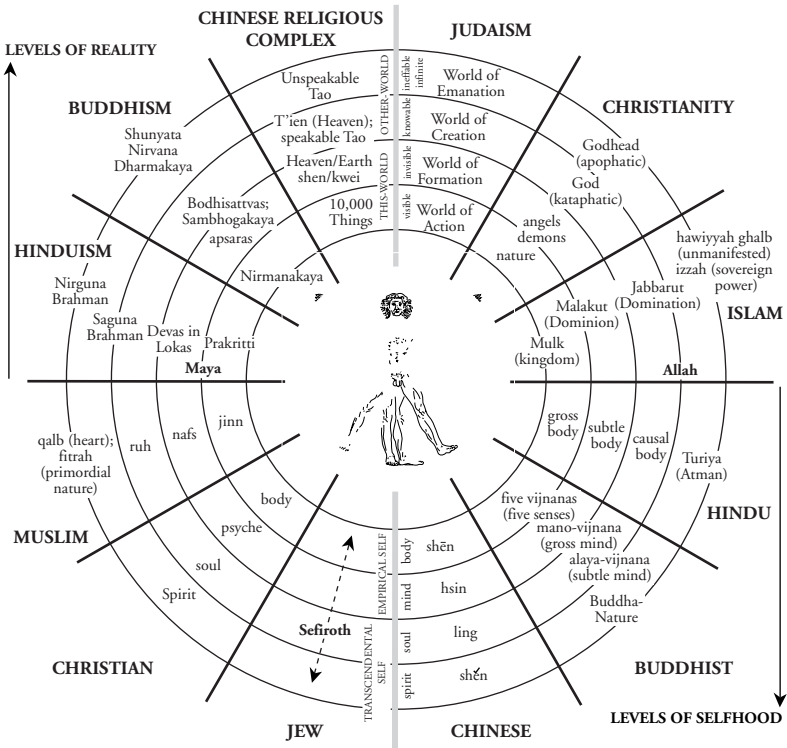 CHINESE RELIGIOUS
COMPLEX
JUDAISM
LEVELS OF REALITY
BUDDHISM
CHRISTIANITY
HINDUISM
ISLAM
Unspeakable
Tao
T'ien (Heaven);
speakable Tao
Heaven/Earth
shen/kwei
10,000
Things
OTHER-WORLD
THIS-WORLD
ineffable
infinite
knowable
invisible
visible
World of
Emanation
World of
Creation
World of
Formation
World of
Action
Shunyata
Nirvana
Dharmakaya
Bodhisattvas;
Sambhogakaya
apsaras
Nirmanakaya
Godhead
(apophatic)
God
(kataphatic)
angels
demons
nature
Nirguna
Brahman
Saguna
Brahman
Devas in
Lokas
Prakritti
Maya
hawiyyah ghalb
(unmanifested)
izzah (sovereign
power)
Jabbarut
(Domination)
Malakut
(Dominion)
Mulk
(kingdom)
Allah
qalb (heart);
fitrah
(primordial
nature)
ruh
nafs
jinn
MUSLIM
gross
body
subtle
body
causal
body
Turiya
(Atman)
HINDU
body
psyche
soul
Spirit
CHRISTIAN
five vijnanas
(five senses)
mano-vijnana
(gross mind)
alaya-vijnana
(subtle mind)
Buddha-
Nature
BUDDHIST
Sefiroth
JEW
EMPIRICAL SELF
TRANSCENDENTAL
SELF
body
mind
soul
spirit
shēn
hsin
ling
shěn
CHINESE
LEVELS OF SELFHOOD